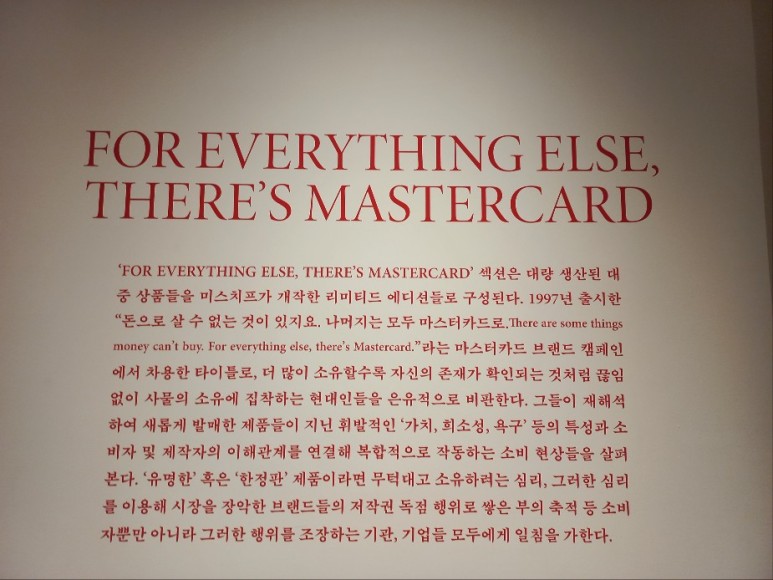 FOR EVERYTHING ELSE,
THERE’S MASTERCARD
‘FOR EVERYTHING ELSE, THERE’S MASTERCARD’ 섹션은 대량 생산된 대
중 상품들을 미스치프가 개작한 리미티드 에디션들로 구성된다. 1997년 출시한
“돈으로 살 수 없는 것이 있지요. 나머지는 모두 마스터카드로.There are some things
money can’t buy. For everything else, there’s Mastercard.”라는 마스터카드 브랜드 캠페인
에서 차용한 타이틀로, 더 많이 소유할수록 자신의 존재가 확인되는 것처럼 끊임
없이 사물의 소유에 집착하는 현대인들을 은유적으로 비판한다. 그들이 재해석
하여 새롭게 발매한 제품들이 지닌 휘발적인 ‘가치, 희소성, 욕구’ 등의 특성과 소
비자 및 제작자의 이해관계를 연결해 복합적으로 작동하는 소비 현상들을 살펴
본다. ‘유명한’ 혹은 ‘한정판’ 제품이라면 무턱대고 소유하려는 심리, 그러한 심리
를 이용해 시장을 장악한 브랜드들의 저작권 독점 행위로 쌓은 부의 축적 등 소비
자뿐만 아니라 그러한 행위를 조장하는 기관, 기업들 모두에게 일침을 가한다.